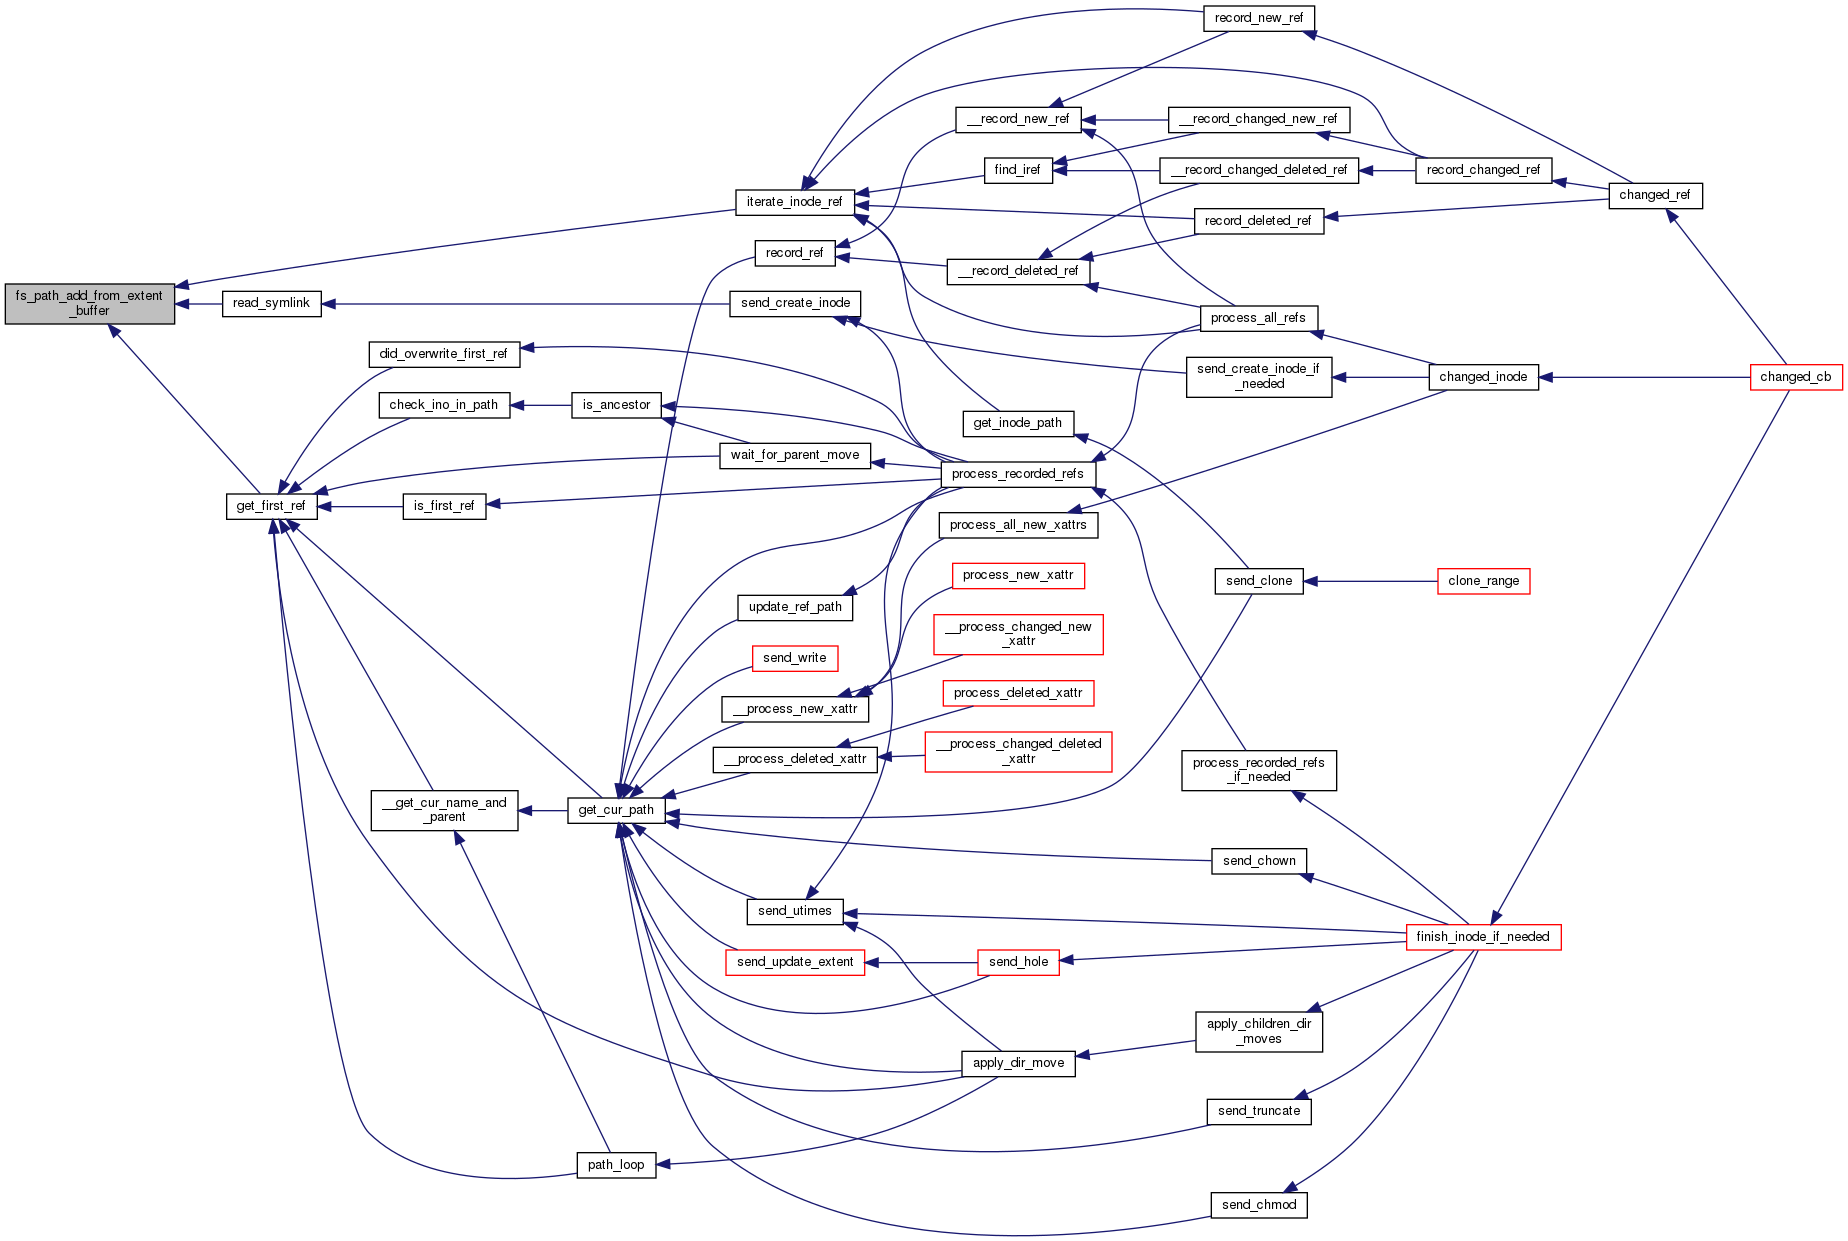 record_new_ref
__record_new_ref
__record_changed_new_ref
find_iref
__record_changed_deleted_ref
record_changed_ref
changed_ref
iterate_inode_ref
record_deleted_ref
record_ref
__record_deleted_ref
fs_path_add_from_extent
_buffer
read_symlink
send_create_inode
process_all_refs
did_overwrite_first_ref
send_create_inode_if
_needed
changed_inode
changed_cb
check_ino_in_path
is_ancestor
get_inode_path
wait_for_parent_move
process_recorded_refs
get_first_ref
is_first_ref
process_all_new_xattrs
process_new_xattr
send_clone
clone_range
update_ref_path
__process_changed_new
_xattr
send_write
process_deleted_xattr
__process_new_xattr
__process_changed_deleted
_xattr
__process_deleted_xattr
process_recorded_refs
_if_needed
__get_cur_name_and
_parent
get_cur_path
send_chown
send_utimes
finish_inode_if_needed
send_update_extent
send_hole
apply_children_dir
_moves
apply_dir_move
send_truncate
path_loop
send_chmod